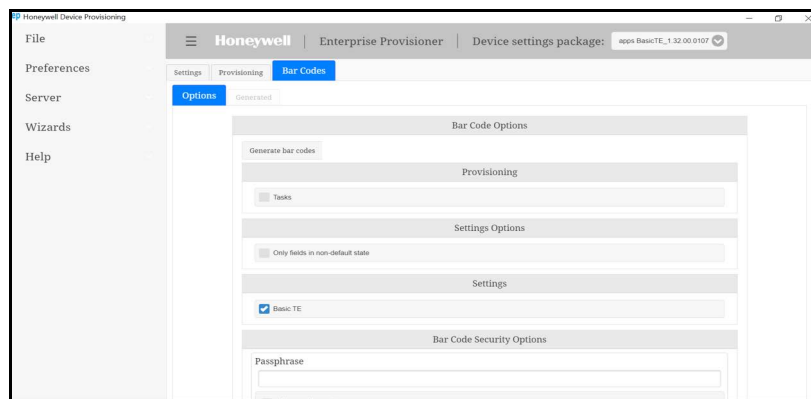 ep Honeywell Device Provisioning
File
Preferences
Server
Wizards
Help
Honeywell | Enterprise Provisioner | Device settings package: apps BasicTE_1.32.00.0107
Settings Provisioning Bar Codes
Options Generated
Bar Code Options
Generate bar codes
Provisioning
Tasks
Settings Options
Only fields in non-default state
Settings
Basic TE
Bar Code Security Options
Passphrase